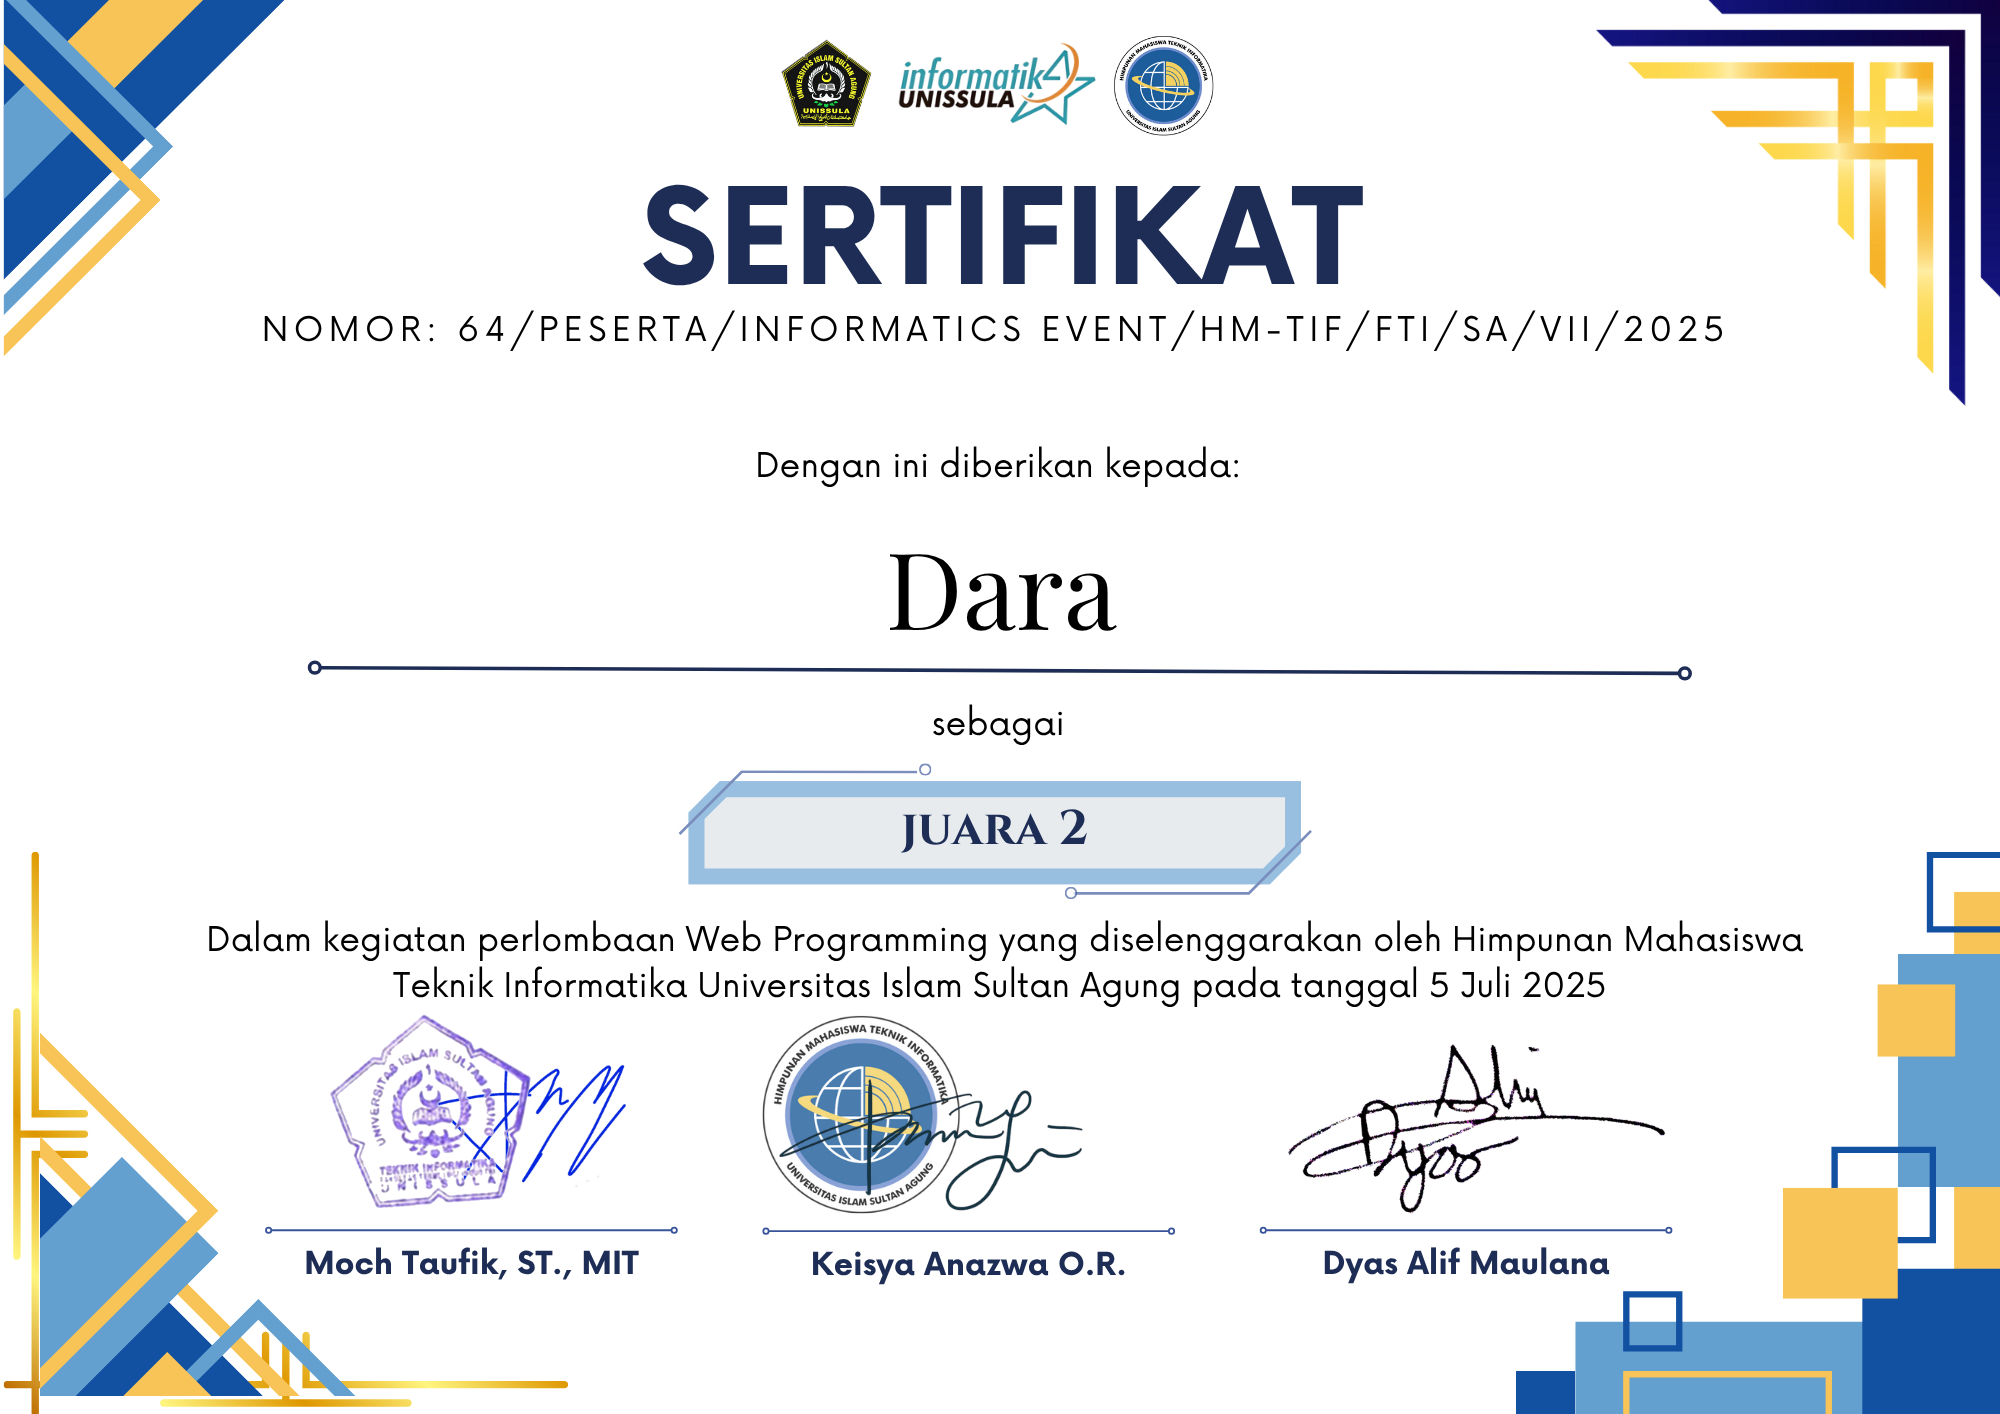 UNIVERSITAS ISLAM SULTAN AGUNG
UNISSULA
informatika
UNISSULA
HIMPUNAN MAHASISWA TEKNIK INFORMATIKA
UNIVERSITAS ISLAM SULTAN AGUNG
SERTIFIKAT
NOMOR: 64/PESERTA/INFORMATICS EVENT/HM-TIF/FTI/SA/VII/2025
Dengan ini diberikan kepada:
Dara
sebagai
JUARA 2
Dalam kegiatan perlombaan Web Programming yang diselenggarakan oleh Himpunan Mahasiswa
Teknik Informatika Universitas Islam Sultan Agung pada tanggal 5 Juli 2025
UNIVERSITAS ISLAM SULTAN AGUNG
TEKNIK INFORMATIKA
UNISSULA
HIMPUNAN MAHASISWA TEKNIK INFORMATIKA
UNIVERSITAS ISLAM SULTAN AGUNG
Alif
Dyas
Moch Taufik, ST., MIT
Keisya Anazwa O.R.
Dyas Alif Maulana